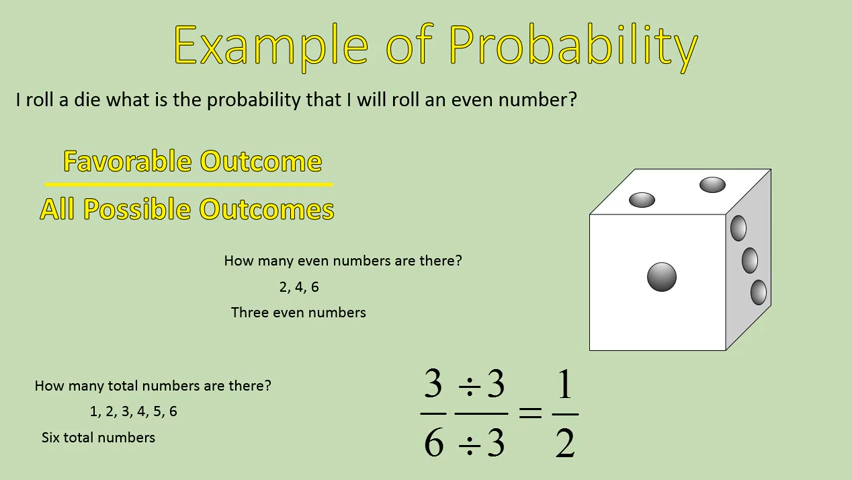 Example of Probability
I roll a die what is the probability that I will roll an even number?
Favorable Outcome
All Possible Outcomes
How many even numbers are there?
2, 4, 6
Three even numbers
How many total numbers are there?
1, 2, 3, 4, 5, 6
Six total numbers
3 ÷3 1
=
6 ÷3 2